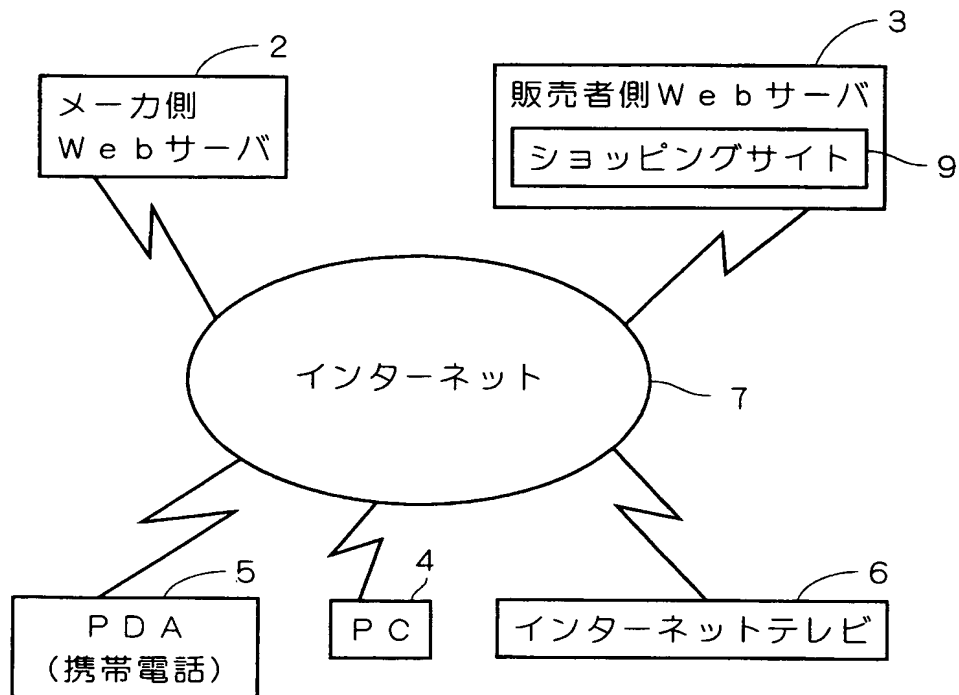 2
メーカ側
Webサーバ
3
販売者側Webサーバ
ショッピングサイト
9
インターネット
7
5
PDA
(携帯電話)
4
PC
6
インターネットテレビ